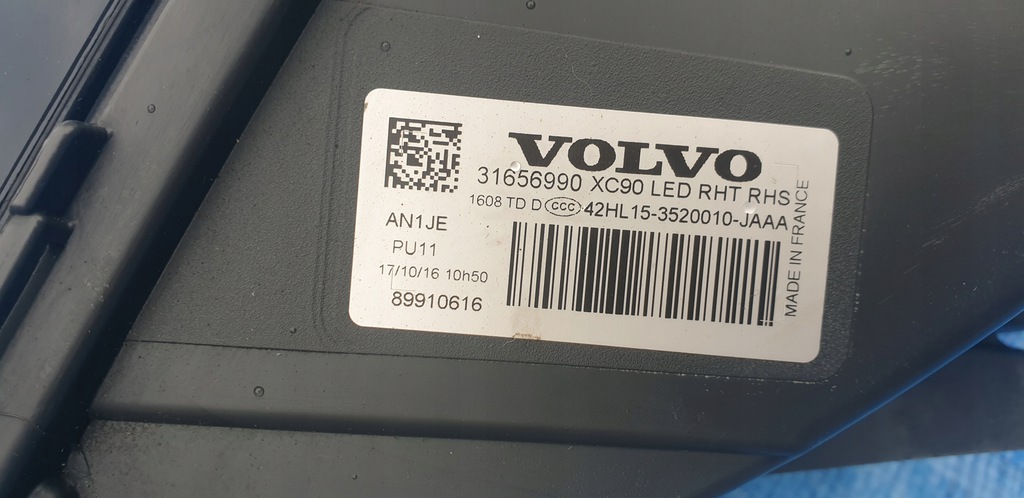 VOLVO
31656990 XC90 LED RHT RHS
1608 TD D CCC 42HL15-3520010-JAAA
AN1JE
PU11
17/10/16 10h50
89910616
MADE IN FRANCE